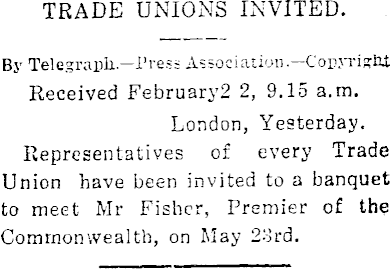 TRADE UNIONS INVITED.
By Telegraph.—Press Association.—Copyright
Received February2 2, 9.15 a.m.
London, Yesterday.
Representatives of every Trade
Union have been invited to a banquet
to meet Mr Fisher, Premier of the
Commonwealth, on May 23rd.